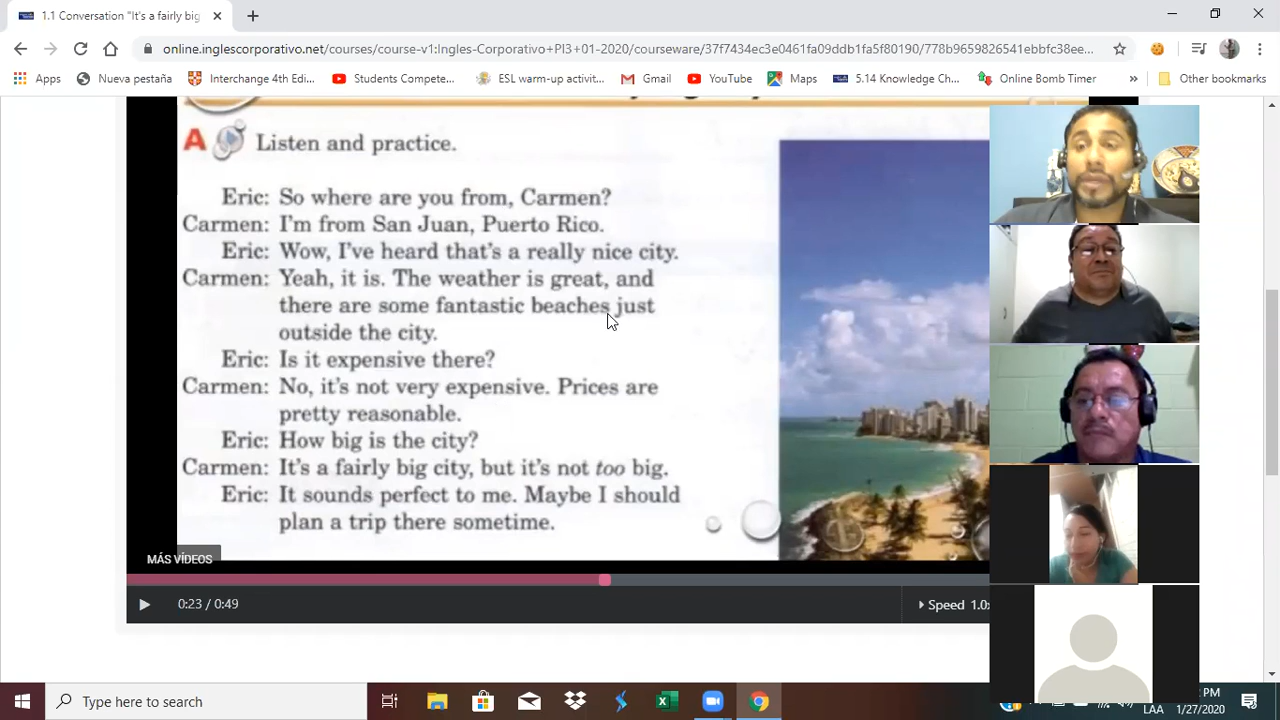 1.1 Conversation "It's a fairly big
online.inglescorporativo.net/courses/course-v1:Ingles-Corporativo+PI3+01-2020/courseware/37f7434ec3e0461fa09ddb1fa5f80190/778b9659826541ebbfc38ee...
Apps Nueva pestaña Interchange 4th Edi... Students Compete... ESL warm-up activit... Gmail YouTube Maps 5.14 Knowledge Ch... Online Bomb Timer » Other bookmarks
A Listen and practice.
Eric: So where are you from, Carmen?
Carmen: I'm from San Juan, Puerto Rico.
Eric: Wow, I've heard that's a really nice city.
Carmen: Yeah, it is. The weather is great, and
there are some fantastic beaches just
outside the city.
Eric: Is it expensive there?
Carmen: No, it's not very expensive. Prices are
pretty reasonable.
Eric: How big is the city?
Carmen: It's a fairly big city, but it's not too big.
Eric: It sounds perfect to me. Maybe I should
plan a trip there sometime.
MÁS VÍDEOS
0:23 / 0:49 Speed 1.0x
Type here to search
PM
LAA 1/27/2020